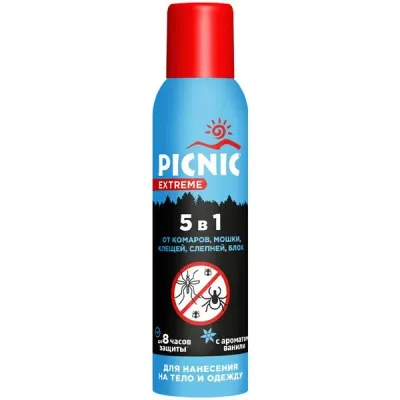 PICNIC
EXTREME
5 в 1
ОТ КОМАРОВ, МОШКИ,
КЛЕЩЕЙ, СЛЕПНЕЙ, БЛОХ
до 8 часов
защиты
с ароматом
ванили
ДЛЯ НАНЕСЕНИЯ
НА ТЕЛО И ОДЕЖДУ